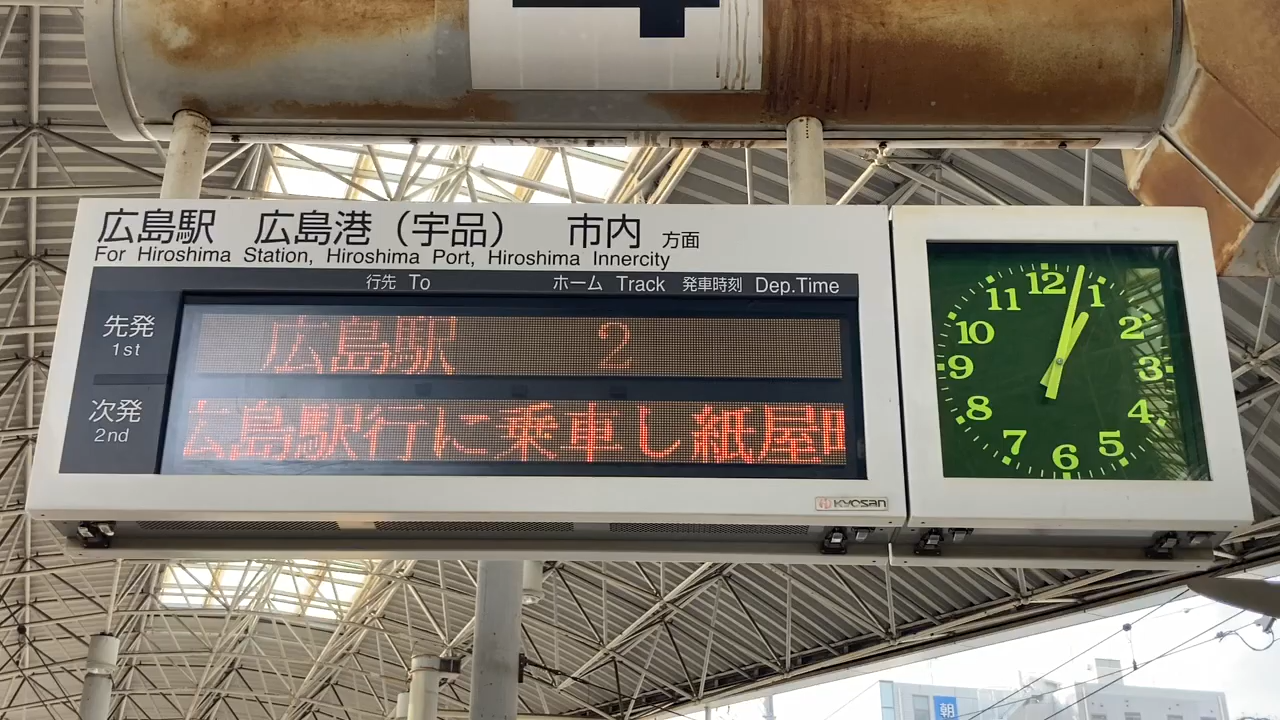 4
広島駅 広島港（宇品） 市内 方面
For Hiroshima Station, Hiroshima Port, Hiroshima Innercity
行先 To ホーム Track 発車時刻 Dep.Time
先発 広島駅 2
1st
次発 広島駅行に乗車し紙屋町
2nd
KYOSAN
12
1
2
3
4
5
6
7
8
9
10
11
朝